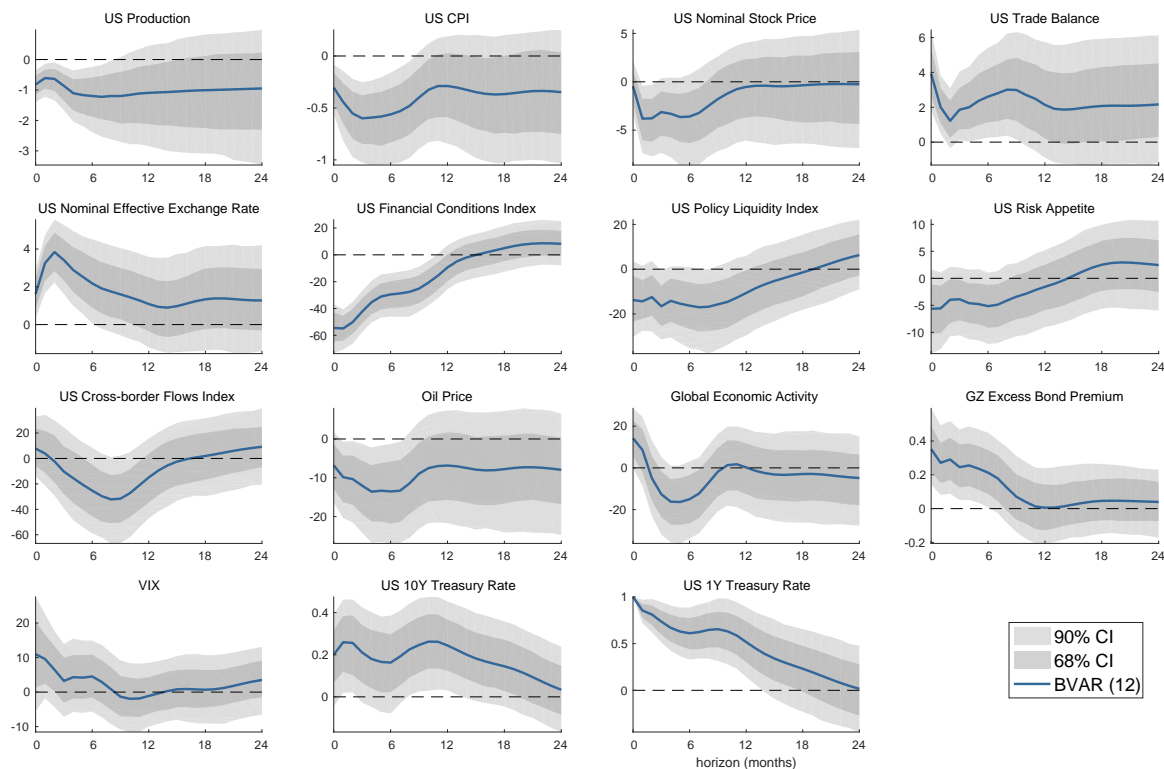 US Production
0
-1
-2
-3
0 6 12 18 24
US CPI
0
-0.5
-1
0 6 12 18 24
US Nominal Stock Price
5
0
-5
0 6 12 18 24
US Trade Balance
6
4
2
0
0 6 12 18 24
US Nominal Effective Exchange Rate
4
2
0
0 6 12 18 24
US Financial Conditions Index
20
0
-20
-40
-60
0 6 12 18 24
US Policy Liquidity Index
20
0
-20
0 6 12 18 24
US Risk Appetite
10
5
0
-5
-10
0 6 12 18 24
US Cross-border Flows Index
20
0
-20
-40
-60
0 6 12 18 24
Oil Price
0
-10
-20
0 6 12 18 24
Global Economic Activity
20
0
-20
0 6 12 18 24
GZ Excess Bond Premium
0.4
0.2
0
-0.2
0 6 12 18 24
VIX
30
20
10
0
-10
0 6 12 18 24
US 10Y Treasury Rate
0.4
0.2
0
0 6 12 18 24
US 1Y Treasury Rate
1
0.5
0
0 6 12 18 24
horizon (months)
90% CI
68% CI
BVAR (12)